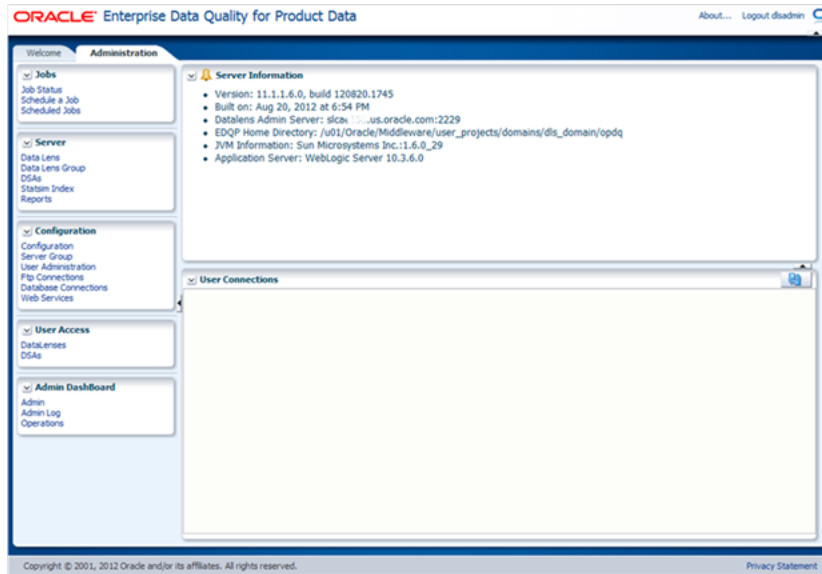 ORACLE Enterprise Data Quality for Product Data
About... Logout dlsadmin
Welcome Administration
Jobs
Job Status
Schedule a Job
Scheduled Jobs
Server
Data Lens
Data Lens Group
DSAs
Statsim Index
Reports
Configuration
Configuration
Server Group
User Administration
Ftp Connections
Database Connections
Web Services
User Access
DataLenses
DSAs
Admin DashBoard
Admin
Admin Log
Operations
Server Information
Version: 11.1.1.6.0, build 120820.1745
Built on: Aug 20, 2012 at 6:54 PM
Datalens Admin Server: .us.oracle.com:2229
EDQP Home Directory: /u01/Oracle/Middleware/user_projects/domains/dls_domain/opdq
JVM Information: Sun Microsystems Inc.:1.6.0_29
Application Server: WebLogic Server 10.3.6.0
User Connections
Copyright © 2001, 2012 Oracle and/or its affiliates. All rights reserved.
Privacy Statement